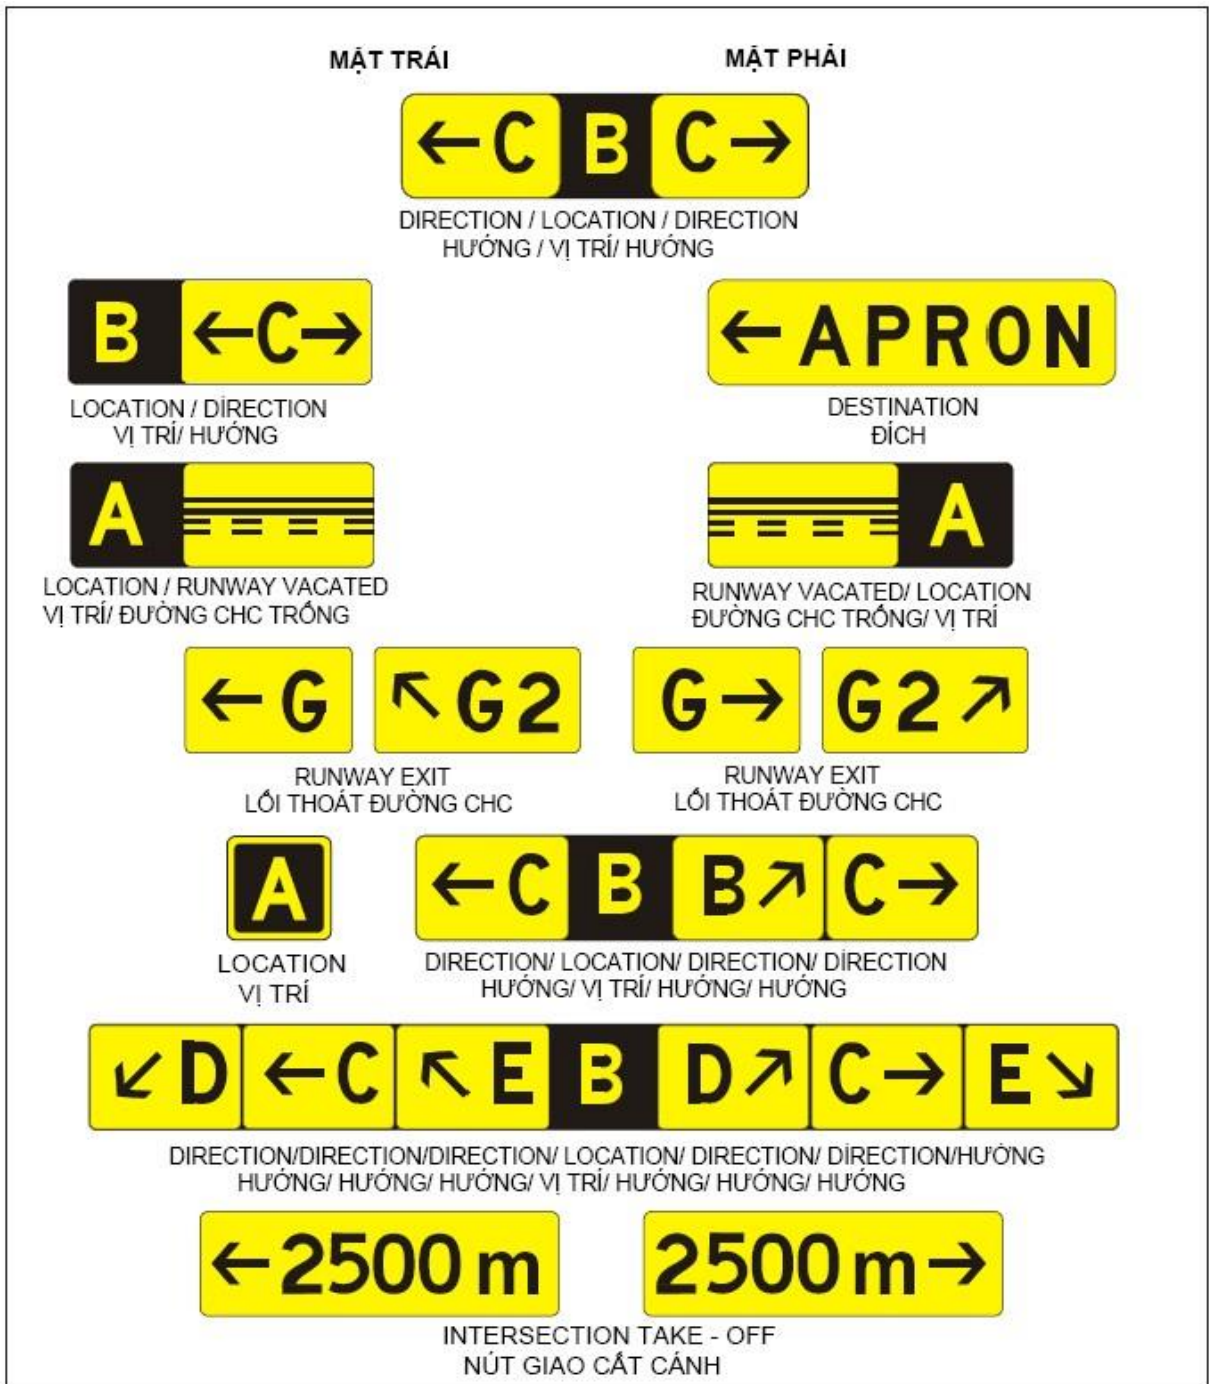 MẶT TRÁI MẶT PHẢI
←C B C→
DIRECTION / LOCATION / DIRECTION
HƯỚNG / VỊ TRÍ/ HƯỚNG
B ←C→
LOCATION / DIRECTION
VỊ TRÍ/ HƯỚNG
← APRON
DESTINATION
ĐÍCH
A
LOCATION / RUNWAY VACATED
VỊ TRÍ/ ĐƯỜNG CHC TRỐNG
A
RUNWAY VACATED/ LOCATION
ĐƯỜNG CHC TRỐNG/ VỊ TRÍ
←G ↖G2
RUNWAY EXIT
LỐI THOÁT ĐƯỜNG CHC
G→ G2↗
RUNWAY EXIT
LỐI THOÁT ĐƯỜNG CHC
A
LOCATION
VỊ TRÍ
←C B B↗ C→
DIRECTION/ LOCATION/ DIRECTION/ DIRECTION
HƯỚNG/ VỊ TRÍ/ HƯỚNG/ HƯỚNG
↙D ←C ↖E B D↗ C→ E↘
DIRECTION/DIRECTION/DIRECTION/ LOCATION/ DIRECTION/ DIRECTION/HƯỜNG
HƯỚNG/ HƯỚNG/ HƯỚNG/ VỊ TRÍ/ HƯỚNG/ HƯỚNG/ HƯỚNG
←2500 m 2500 m→
INTERSECTION TAKE - OFF
NÚT GIAO CẮT CÁNH